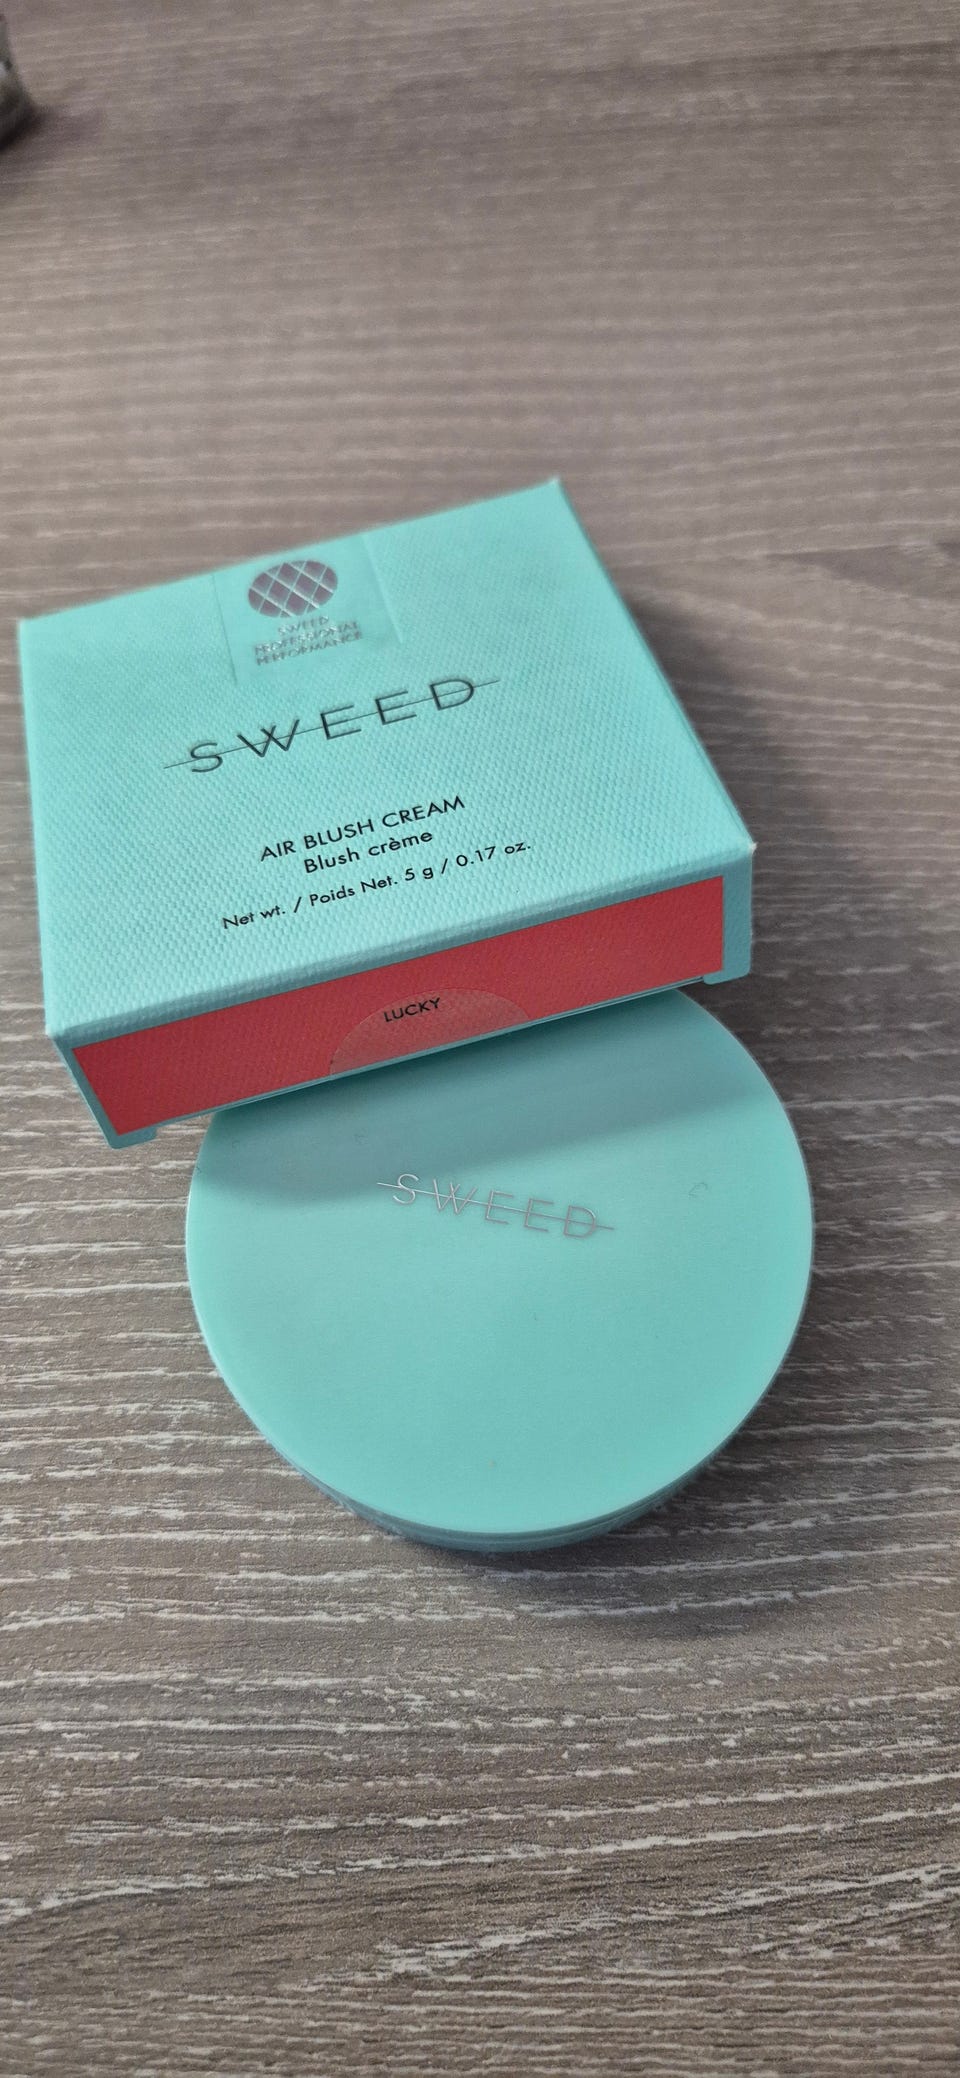 SWEED
PROFESSIONAL
PERFORMANCE
SWEED
AIR BLUSH CREAM
Blush crème
Net wt. / Poids Net. 5 g / 0.17 oz.
LUCKY
SWEED